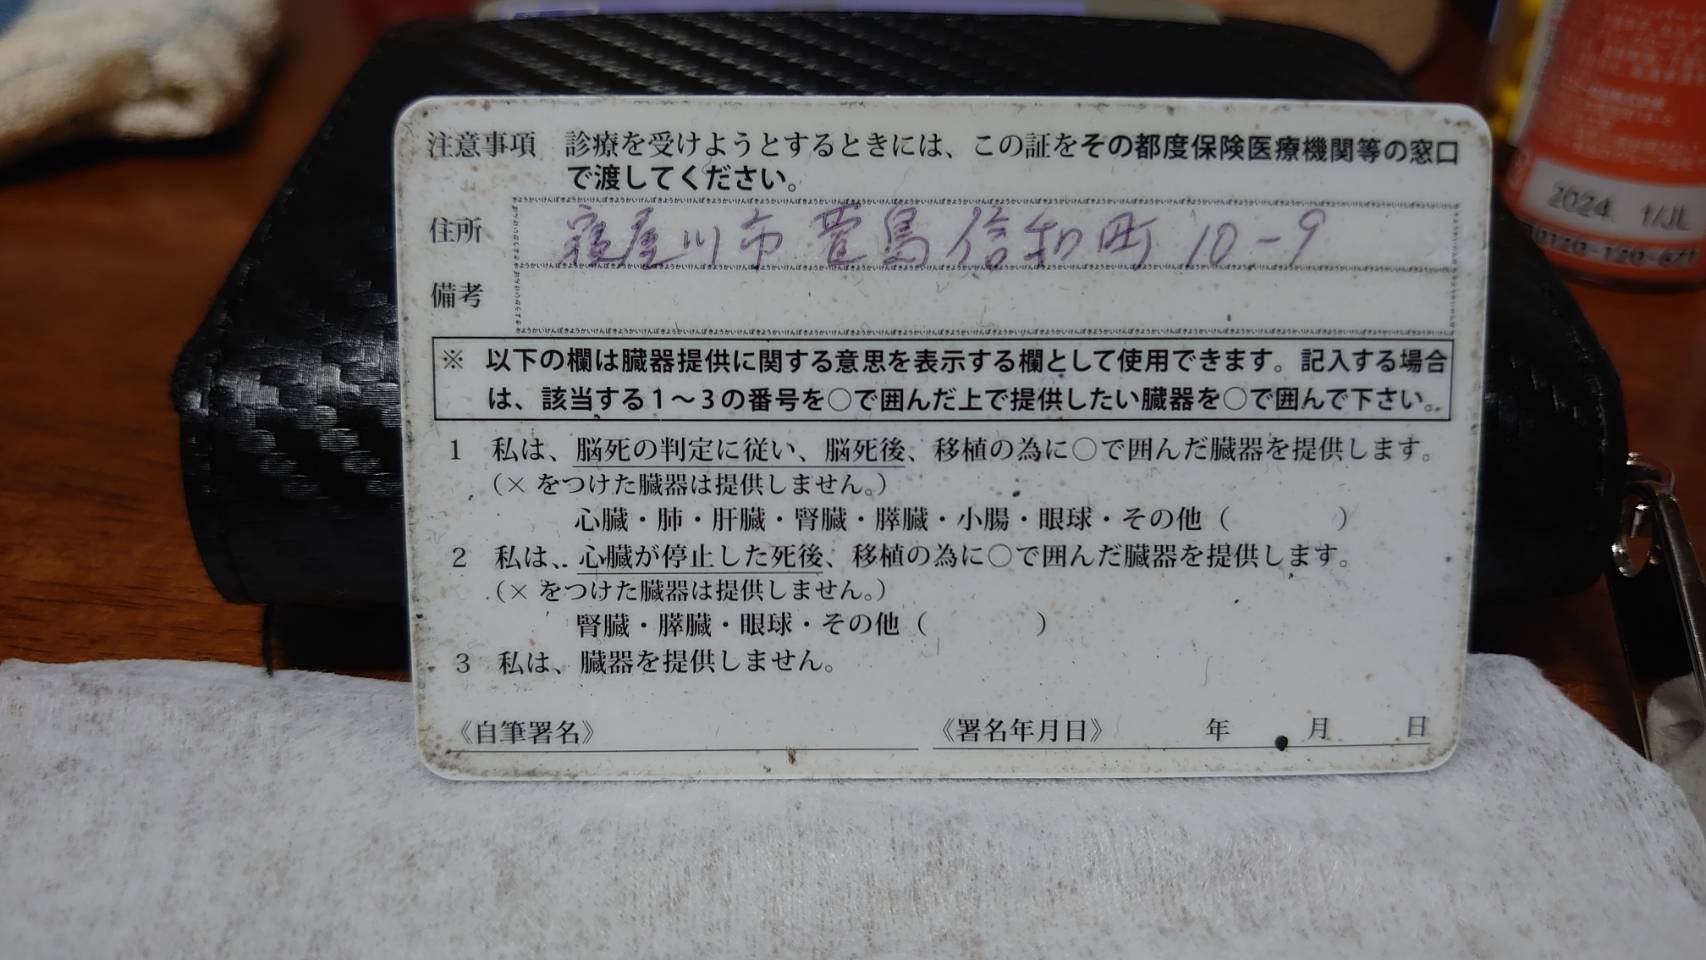 注意事項 診療を受けようとするときには、この証をその都度保険医療機関等の窓口
で渡してください。
住所 寝屋川市萱島信和町10-9
備考
※ 以下の欄は臓器提供に関する意思を表示する欄として使用できます。記入する場合
は、該当する1〜3の番号を○で囲んだ上で提供したい臓器を○で囲んで下さい。
1 私は、脳死の判定に従い、脳死後、移植の為に○で囲んだ臓器を提供します。
(×をつけた臓器は提供しません。)
心臓・肺・肝臓・腎臓・膵臓・小腸・眼球・その他( )
2 私は、心臓が停止した死後、移植の為に○で囲んだ臓器を提供します。
(×をつけた臓器は提供しません。)
腎臓・膵臓・眼球・その他( )
3 私は、臓器を提供しません。
《自筆署名》 《署名年月日》 年 月 日
2024